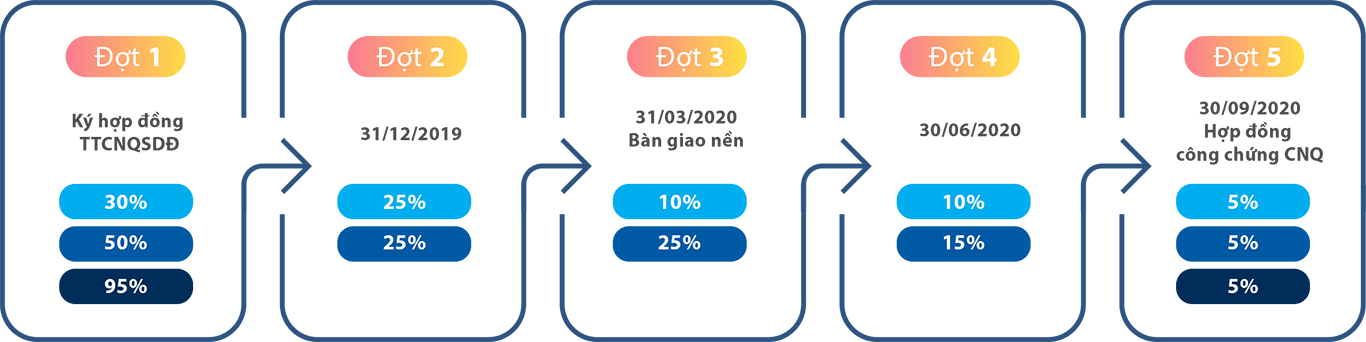 Đợt 1
Ký hợp đồng
TTCNQSDĐ
30%
50%
95%
Đợt 2
31/12/2019
25%
25%
Đợt 3
31/03/2020
Bàn giao nền
10%
25%
Đợt 4
30/06/2020
10%
15%
Đợt 5
30/09/2020
Hợp đồng
công chứng CNQ
5%
5%
5%